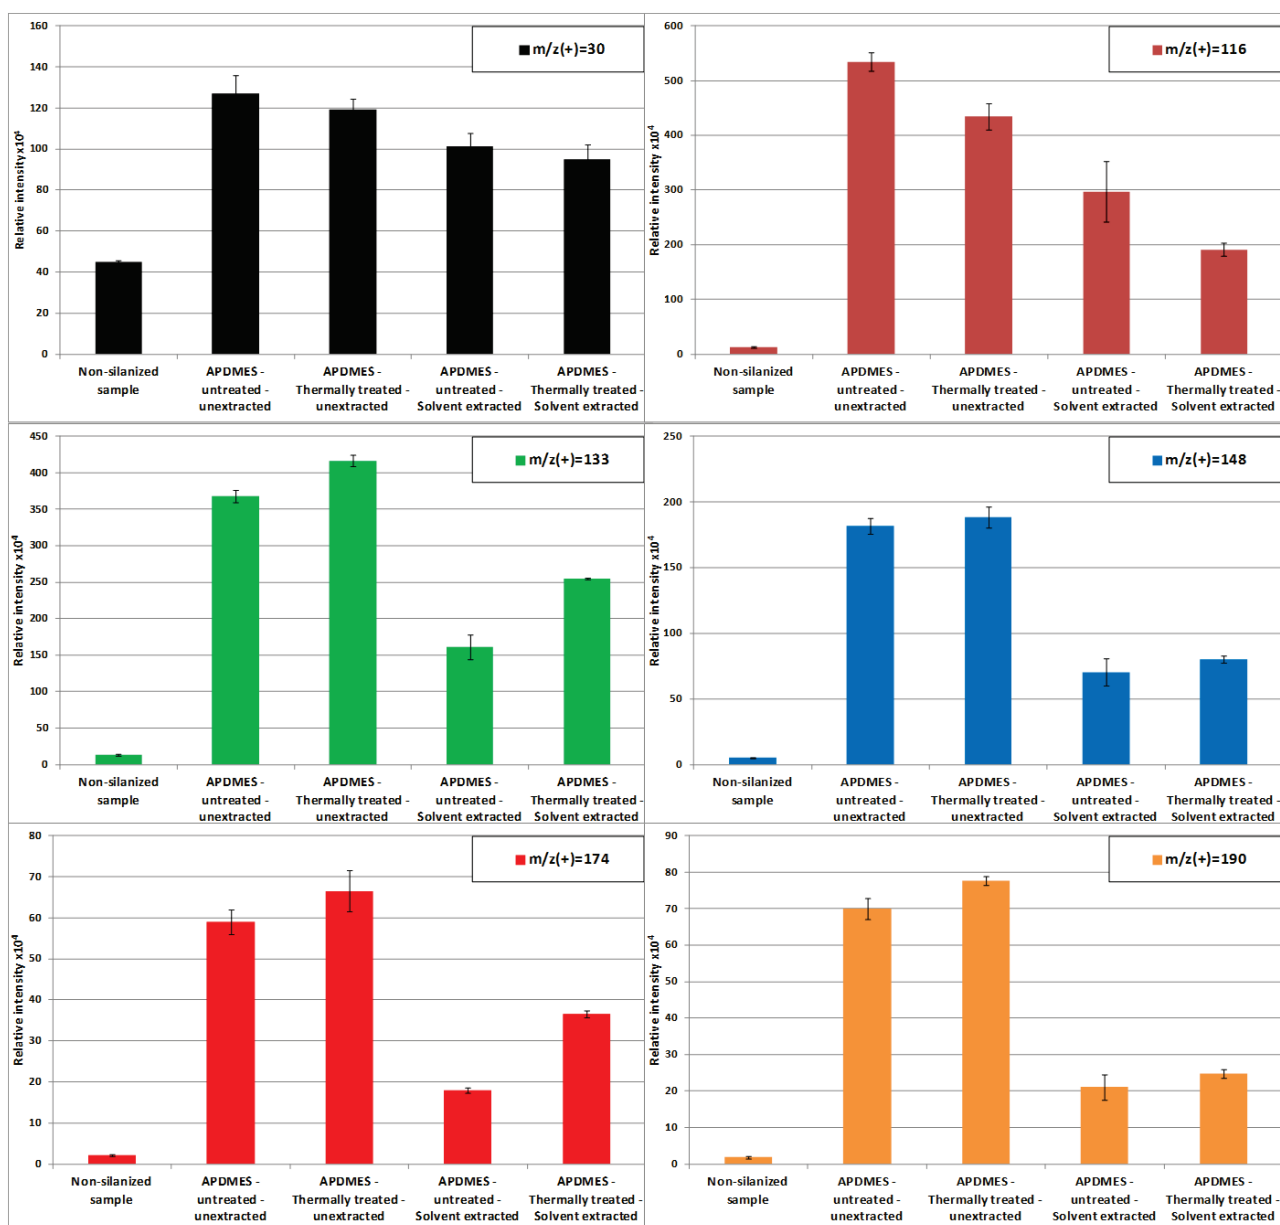 m/z(+)=30
Relative intensity x10⁴
160
140
120
100
80
60
40
20
0
Non-silanized
sample
APDMES -
untreated -
unextracted
APDMES -
Thermally treated -
unextracted
APDMES -
untreated -
Solvent extracted
APDMES -
Thermally treated -
Solvent extracted
m/z(+)=116
Relative intensity x10⁴
600
500
400
300
200
100
0
Non-silanized
sample
APDMES -
untreated -
unextracted
APDMES -
Thermally treated -
unextracted
APDMES -
untreated -
Solvent extracted
APDMES -
Thermally treated -
Solvent extracted
m/z(+)=133
Relative intensity x10⁴
450
400
350
300
250
200
150
100
50
0
Non-silanized
sample
APDMES -
untreated -
unextracted
APDMES -
Thermally treated -
unextracted
APDMES -
untreated -
Solvent extracted
APDMES -
Thermally treated -
Solvent extracted
m/z(+)=148
Relative intensity x10⁴
250
200
150
100
50
0
Non-silanized
sample
APDMES -
untreated -
unextracted
APDMES -
Thermally treated -
unextracted
APDMES -
untreated -
Solvent extracted
APDMES -
Thermally treated -
Solvent extracted
m/z(+)=174
Relative intensity x10⁴
80
70
60
50
40
30
20
10
0
Non-silanized
sample
APDMES -
untreated -
unextracted
APDMES -
Thermally treated -
unextracted
APDMES -
untreated -
Solvent extracted
APDMES -
Thermally treated -
Solvent extracted
m/z(+)=190
Relative intensity x10⁴
90
80
70
60
50
40
30
20
10
0
Non-silanized
sample
APDMES -
untreated -
unextracted
APDMES -
Thermally treated -
unextracted
APDMES -
untreated -
Solvent extracted
APDMES -
Thermally treated -
Solvent extracted